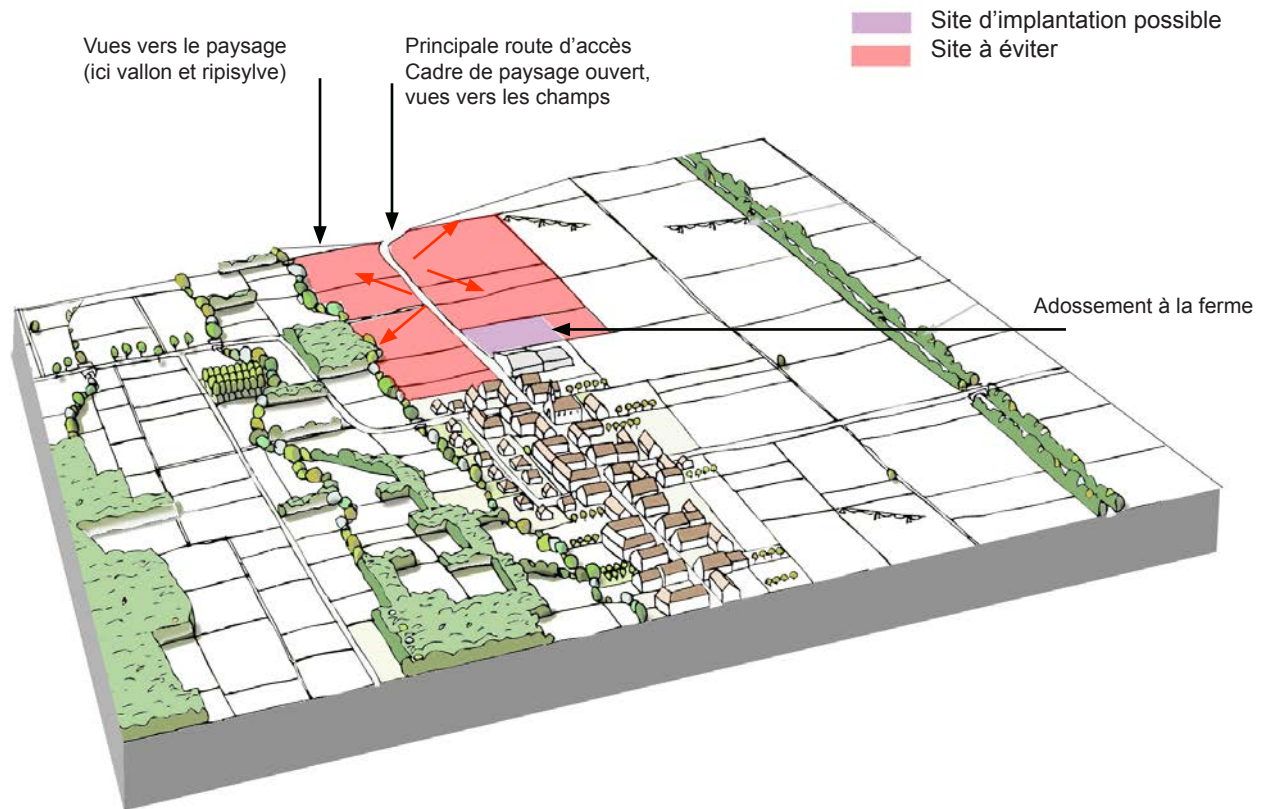 Site d'implantation possible
Site à éviter
Vues vers le paysage
(ici vallon et ripisylve)
Principale route d'accès
Cadre de paysage ouvert,
vues vers les champs
Adossement à la ferme